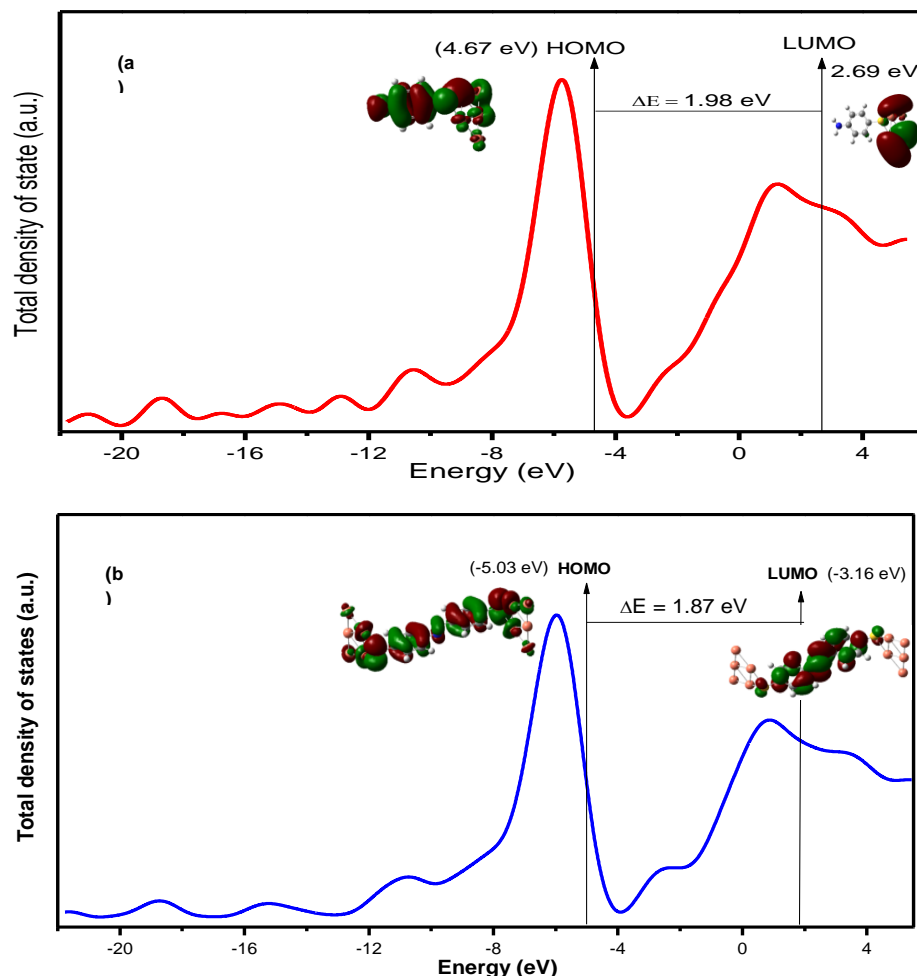 (4.67 eV) HOMO
LUMO
(a
)
2.69 eV
ΔE = 1.98 eV
Total density of state (a.u.)
-20
-16
-12
-8
-4
0
4
Energy (eV)
(b
)
(-5.03 eV) HOMO
LUMO (-3.16 eV)
ΔE = 1.87 eV
Total density of states (a.u.)
-20
-16
-12
-8
-4
0
4
Energy (eV)